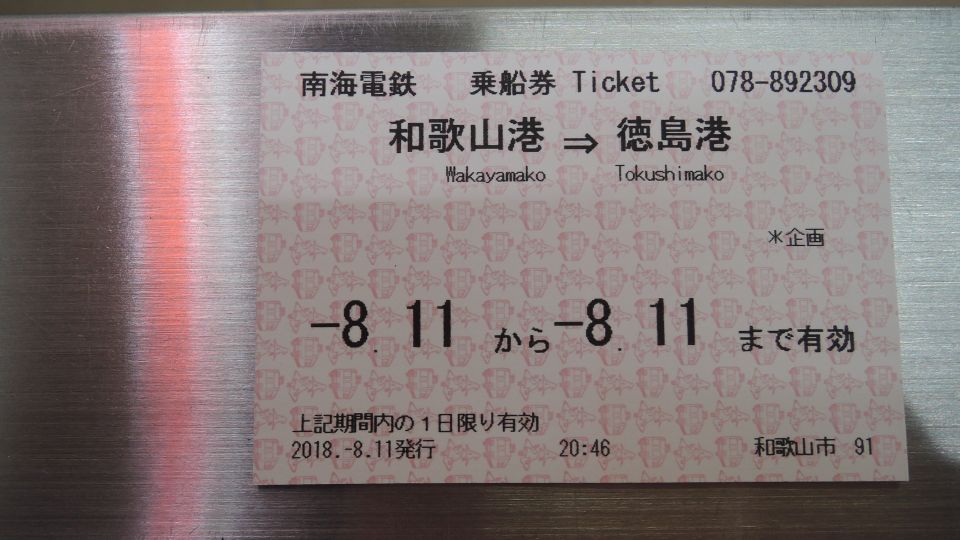 南海電鉄 乗船券 Ticket 078-892309
和歌山港 ⇒ 徳島港
Wakayamako Tokushimako
*企画
-8. 11 から -8. 11 まで有効
上記期間内の1日限り有効
2018.-8.11発行 20:46 和歌山市 91